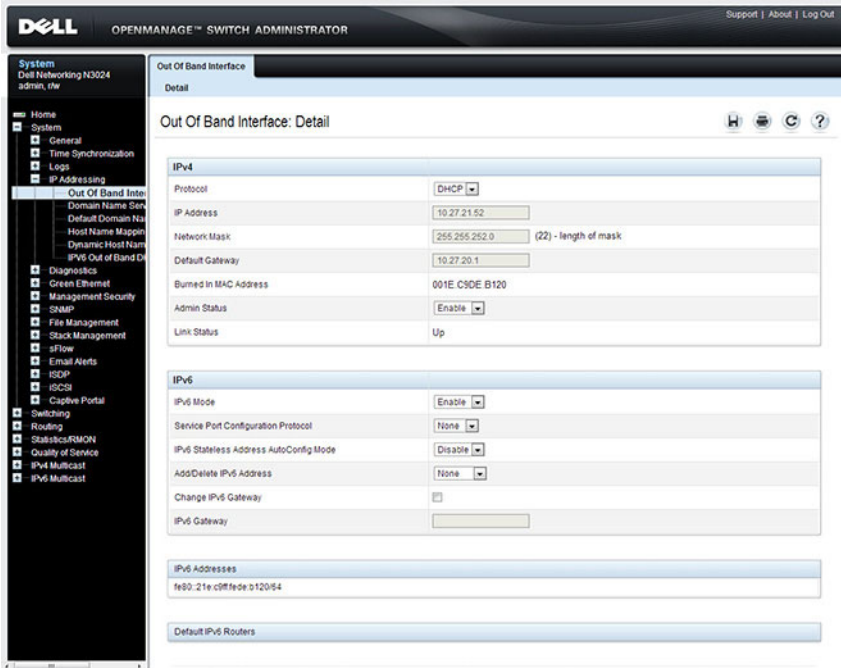 Support | About | Log Out
DELL OPENMANAGE™ SWITCH ADMINISTRATOR
System
Dell Networking N3024
admin, r/w
Home
System
General
Time Synchronization
Logs
IP Addressing
Out Of Band Inte
Domain Name Serv
Default Domain Na
Host Name Mappin
Dynamic Host Nam
IPV6 Out of Band Di
Diagnostics
Green Ethernet
Management Security
SNMP
File Management
Stack Management
sFlow
Email Alerts
ISDP
iSCSI
Captive Portal
Switching
Routing
Statistics/RMON
Quality of Service
IPv4 Multicast
IPv6 Multicast
Out Of Band Interface
Detail
Out Of Band Interface: Detail
IPv4
Protocol DHCP
IP Address 10.27.21.52
Network Mask 255.255.252.0 (22) - length of mask
Default Gateway 10.27.20.1
Burned In MAC Address 001E.C9DE.B120
Admin Status Enable
Link Status Up
IPv6
IPv6 Mode Enable
Service Port Configuration Protocol None
IPv6 Stateless Address AutoConfig Mode Disable
Add/Delete IPv6 Address None
Change IPv6 Gateway
IPv6 Gateway
IPv6 Addresses
fe80::21e:c9ff:fede:b120/64
Default IPv6 Routers